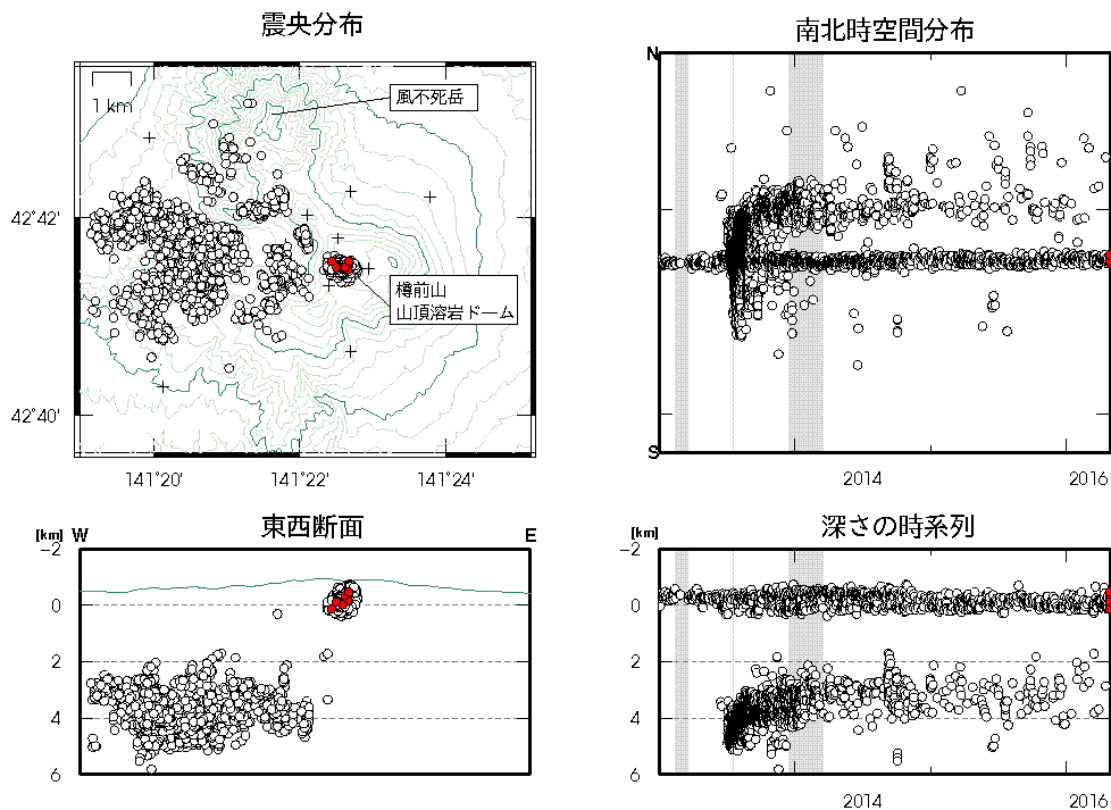 震央分布
1 km
風不死岳
樽前山
山頂溶岩ドーム
42°42'
42°40'
141°20'
141°22'
141°24'
南北時空間分布
N
S
2014
2016
東西断面
[km]
W
E
-2
0
2
4
6
深さの時系列
[km]
-2
0
2
4
6
2014
2016